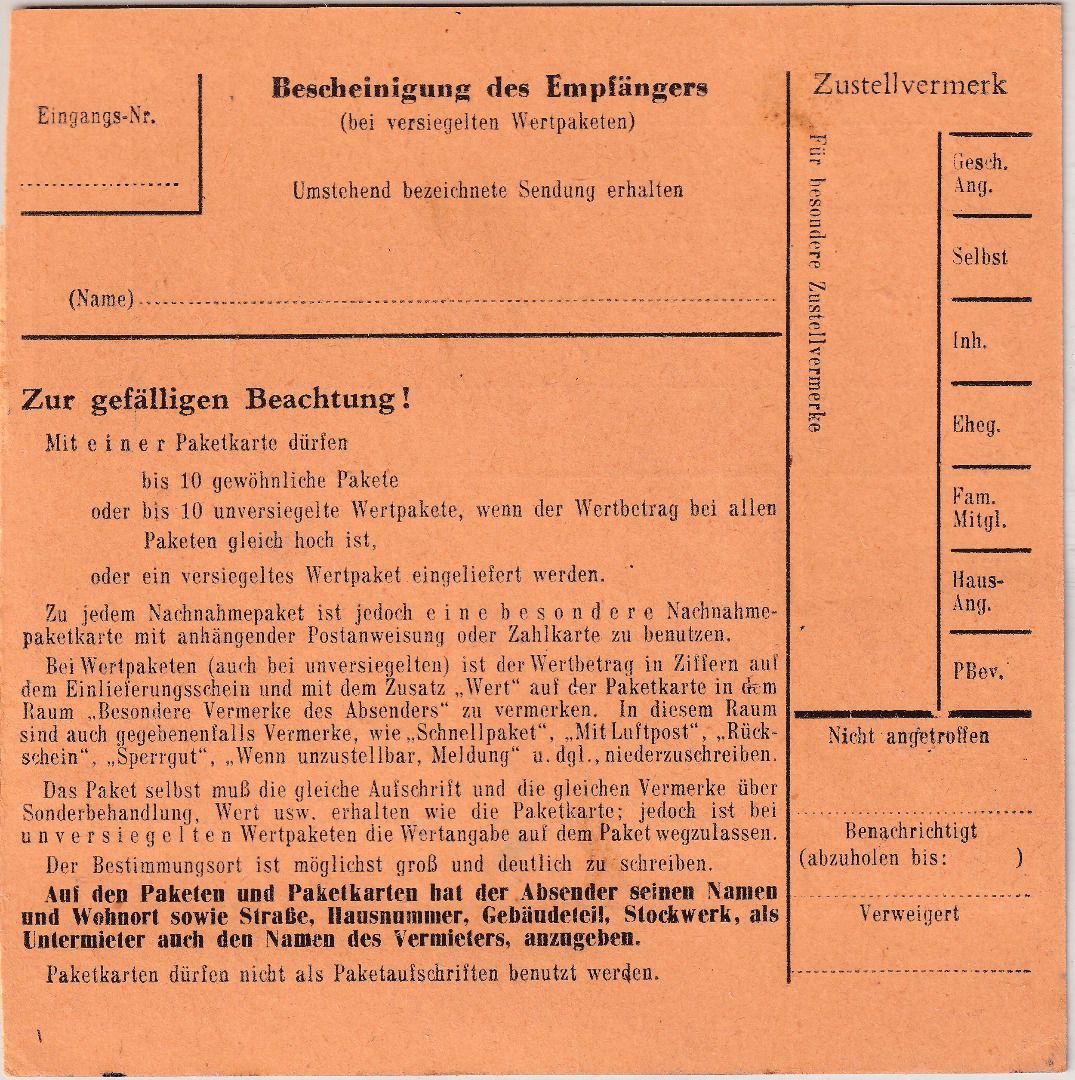 Eingangs-Nr.
Bescheinigung des Empfängers
(bei versiegelten Wertpaketen)
Umstehend bezeichnete Sendung erhalten
(Name)
Zur gefälligen Beachtung!
Mit einer Paketkarte dürfen
bis 10 gewöhnliche Pakete
oder bis 10 unversiegelte Wertpakete, wenn der Wertbetrag bei allen
Paketen gleich hoch ist,
oder ein versiegeltes Wertpaket eingeliefert werden.
Zu jedem Nachnahmepaket ist jedoch eine besondere Nachnahme-
paketkarte mit anhängender Postanweisung oder Zahlkarte zu benutzen.
Bei Wertpaketen (auch bei unversiegelten) ist der Wertbetrag in Ziffern auf
dem Einlieferungsschein und mit dem Zusatz „Wert“ auf der Paketkarte in dem
Raum „Besondere Vermerke des Absenders“ zu vermerken. In diesem Raum
sind auch gegebenenfalls Vermerke, wie „Schnellpaket“, „Mit Luftpost“, „Rück-
schein“, „Sperrgut“, „Wenn unzustellbar, Meldung“ u. dgl., niederzuschreiben.
Das Paket selbst muß die gleiche Aufschrift und die gleichen Vermerke über
Sonderbehandlung, Wert usw. erhalten wie die Paketkarte; jedoch ist bei
unversiegelten Wertpaketen die Wertangabe auf dem Paket wegzulassen.
Der Bestimmungsort ist möglichst groß und deutlich zu schreiben.
Auf den Paketen und Paketkarten hat der Absender seinen Namen
und Wohnort sowie Straße, Hausnummer, Gebäudeteil, Stockwerk, als
Untermieter auch den Namen des Vermieters, anzugeben.
Paketkarten dürfen nicht als Paketaufschriften benutzt werden.
Zustellvermerk
Für besondere Zustellvermerke
Gesch.
Ang.
Selbst
Inh.
Eheg.
Fam.
Mitgl.
Haus-
Ang.
PBev.
Nicht angetroffen
Benachrichtigt
(abzuholen bis: )
Verweigert